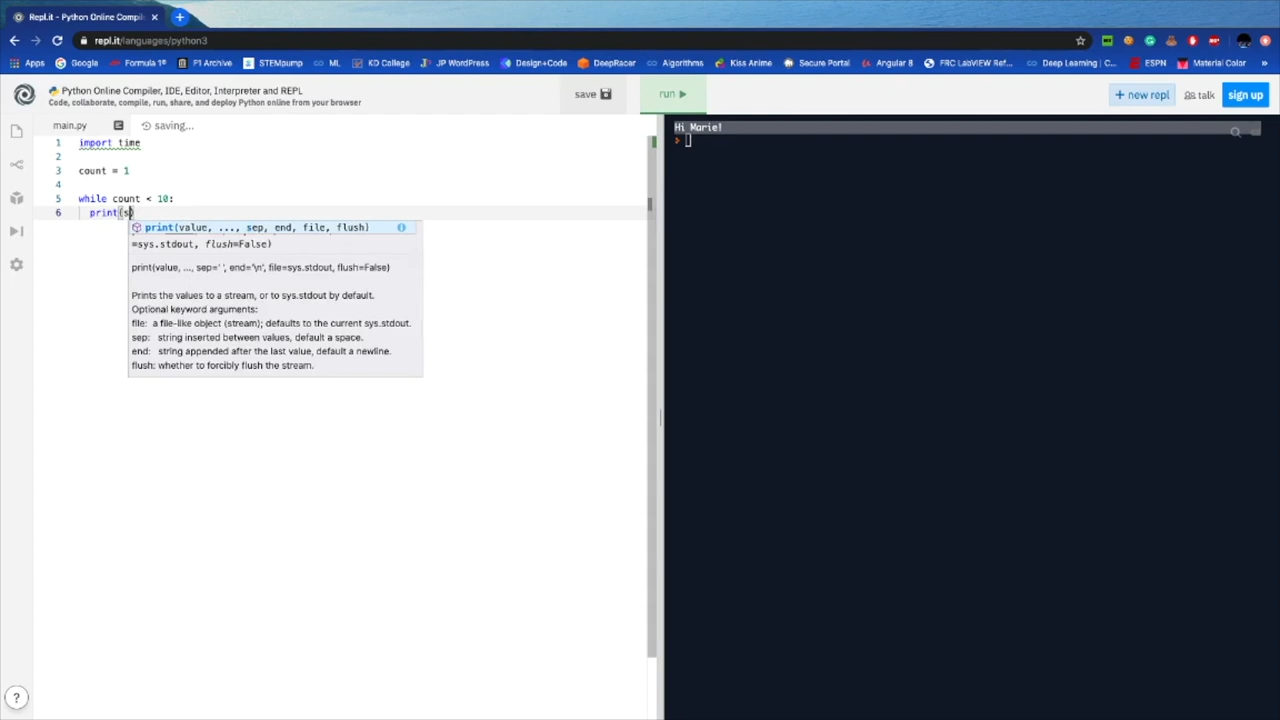 Repl.it - Python Online Compil
repl.it/languages/python3
Apps Google Formula 1® F1 Archive STEMpump ML KD College JP WordPress Design+Code DeepRacer Algorithms Kiss Anime Secure Portal Angular 8 FRC LabVIEW Ref... Deep Learning | C... ESPN Material Color »
Python Online Compiler, IDE, Editor, Interpreter and REPL
Code, collaborate, compile, run, share, and deploy Python online from your browser
save
run
+ new repl
talk
sign up
main.py
saving...
1 import time
2
3 count = 1
4
5 while count < 10:
6 print(s)
print(value, ..., sep, end, file, flush)
=sys.stdout, flush=False)
print(value, ..., sep=' ', end='\n', file=sys.stdout, flush=False)
Prints the values to a stream, or to sys.stdout by default.
Optional keyword arguments:
file: a file-like object (stream); defaults to the current sys.stdout.
sep: string inserted between values, default a space.
end: string appended after the last value, default a newline.
flush: whether to forcibly flush the stream.
Hi Marie!
>
?